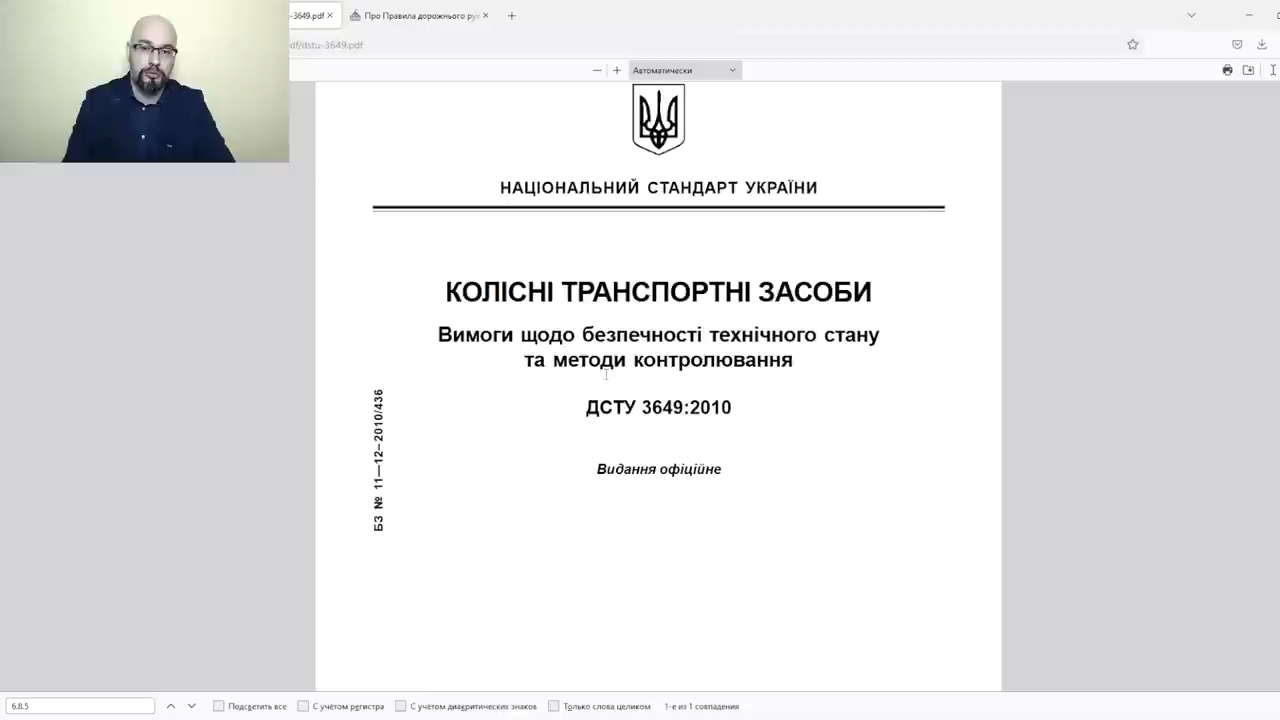 -3649.pdf
Про Правила дорожнього рух
df/dstu-3649.pdf
Автоматически
НАЦІОНАЛЬНИЙ СТАНДАРТ УКРАЇНИ
КОЛІСНІ ТРАНСПОРТНІ ЗАСОБИ
Вимоги щодо безпечності технічного стану
та методи контролювання
ДСТУ 3649:2010
Видання офіційне
БЗ № 11—12–2010/436
6.8.5
Подсветить все
С учётом регистра
С учётом диакритических знаков
Только слова целиком
1-е из 1 совпадения